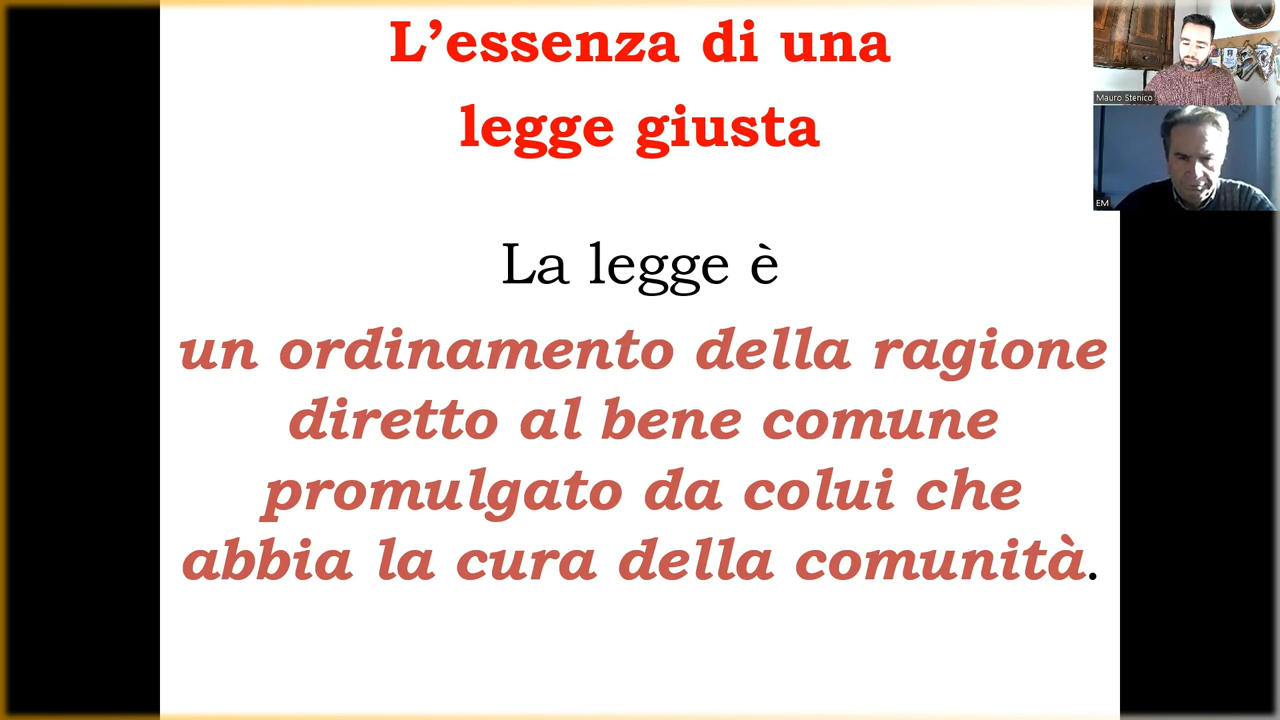 L’essenza di una
legge giusta
La legge è
un ordinamento della ragione
diretto al bene comune
promulgato da colui che
abbia la cura della comunità.
Mauro Stenico
EM